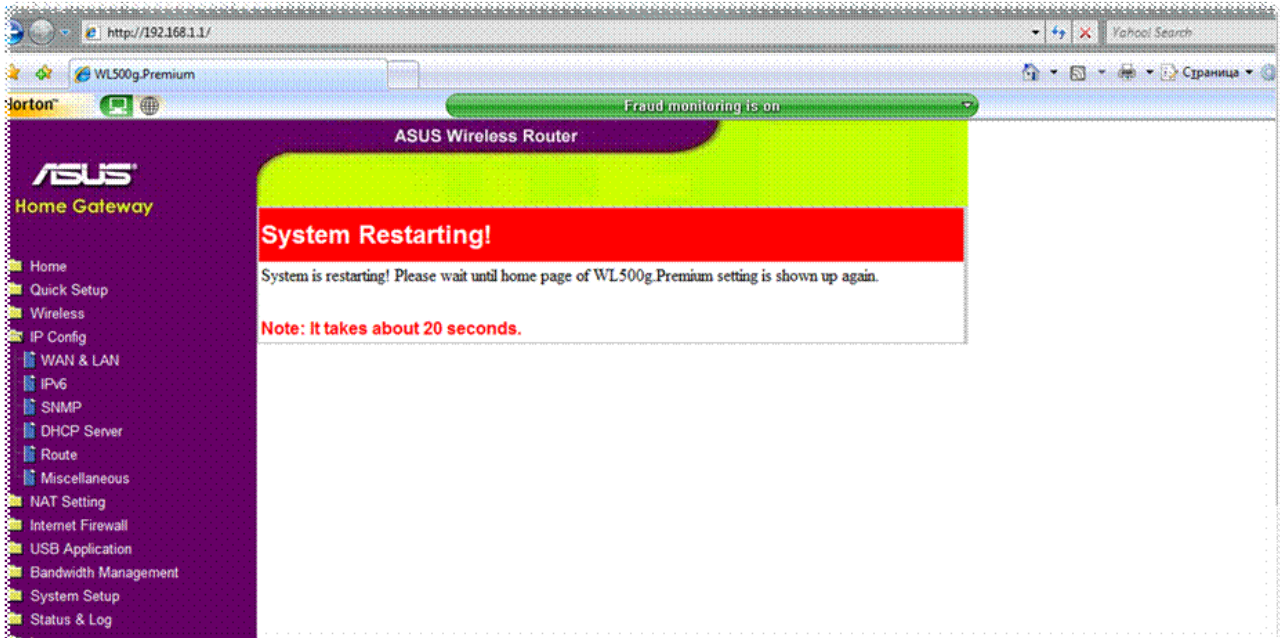 http://192.168.1.1/
Yahoo! Search
WL500g.Premium
Страница
Norton™
Fraud monitoring is on
ASUS Wireless Router
ASUS
Home Gateway
System Restarting!
System is restarting! Please wait until home page of WL500g.Premium setting is shown up again.
Note: It takes about 20 seconds.
Home
Quick Setup
Wireless
IP Config
WAN & LAN
IPv6
SNMP
DHCP Server
Route
Miscellaneous
NAT Setting
Internet Firewall
USB Application
Bandwidth Management
System Setup
Status & Log